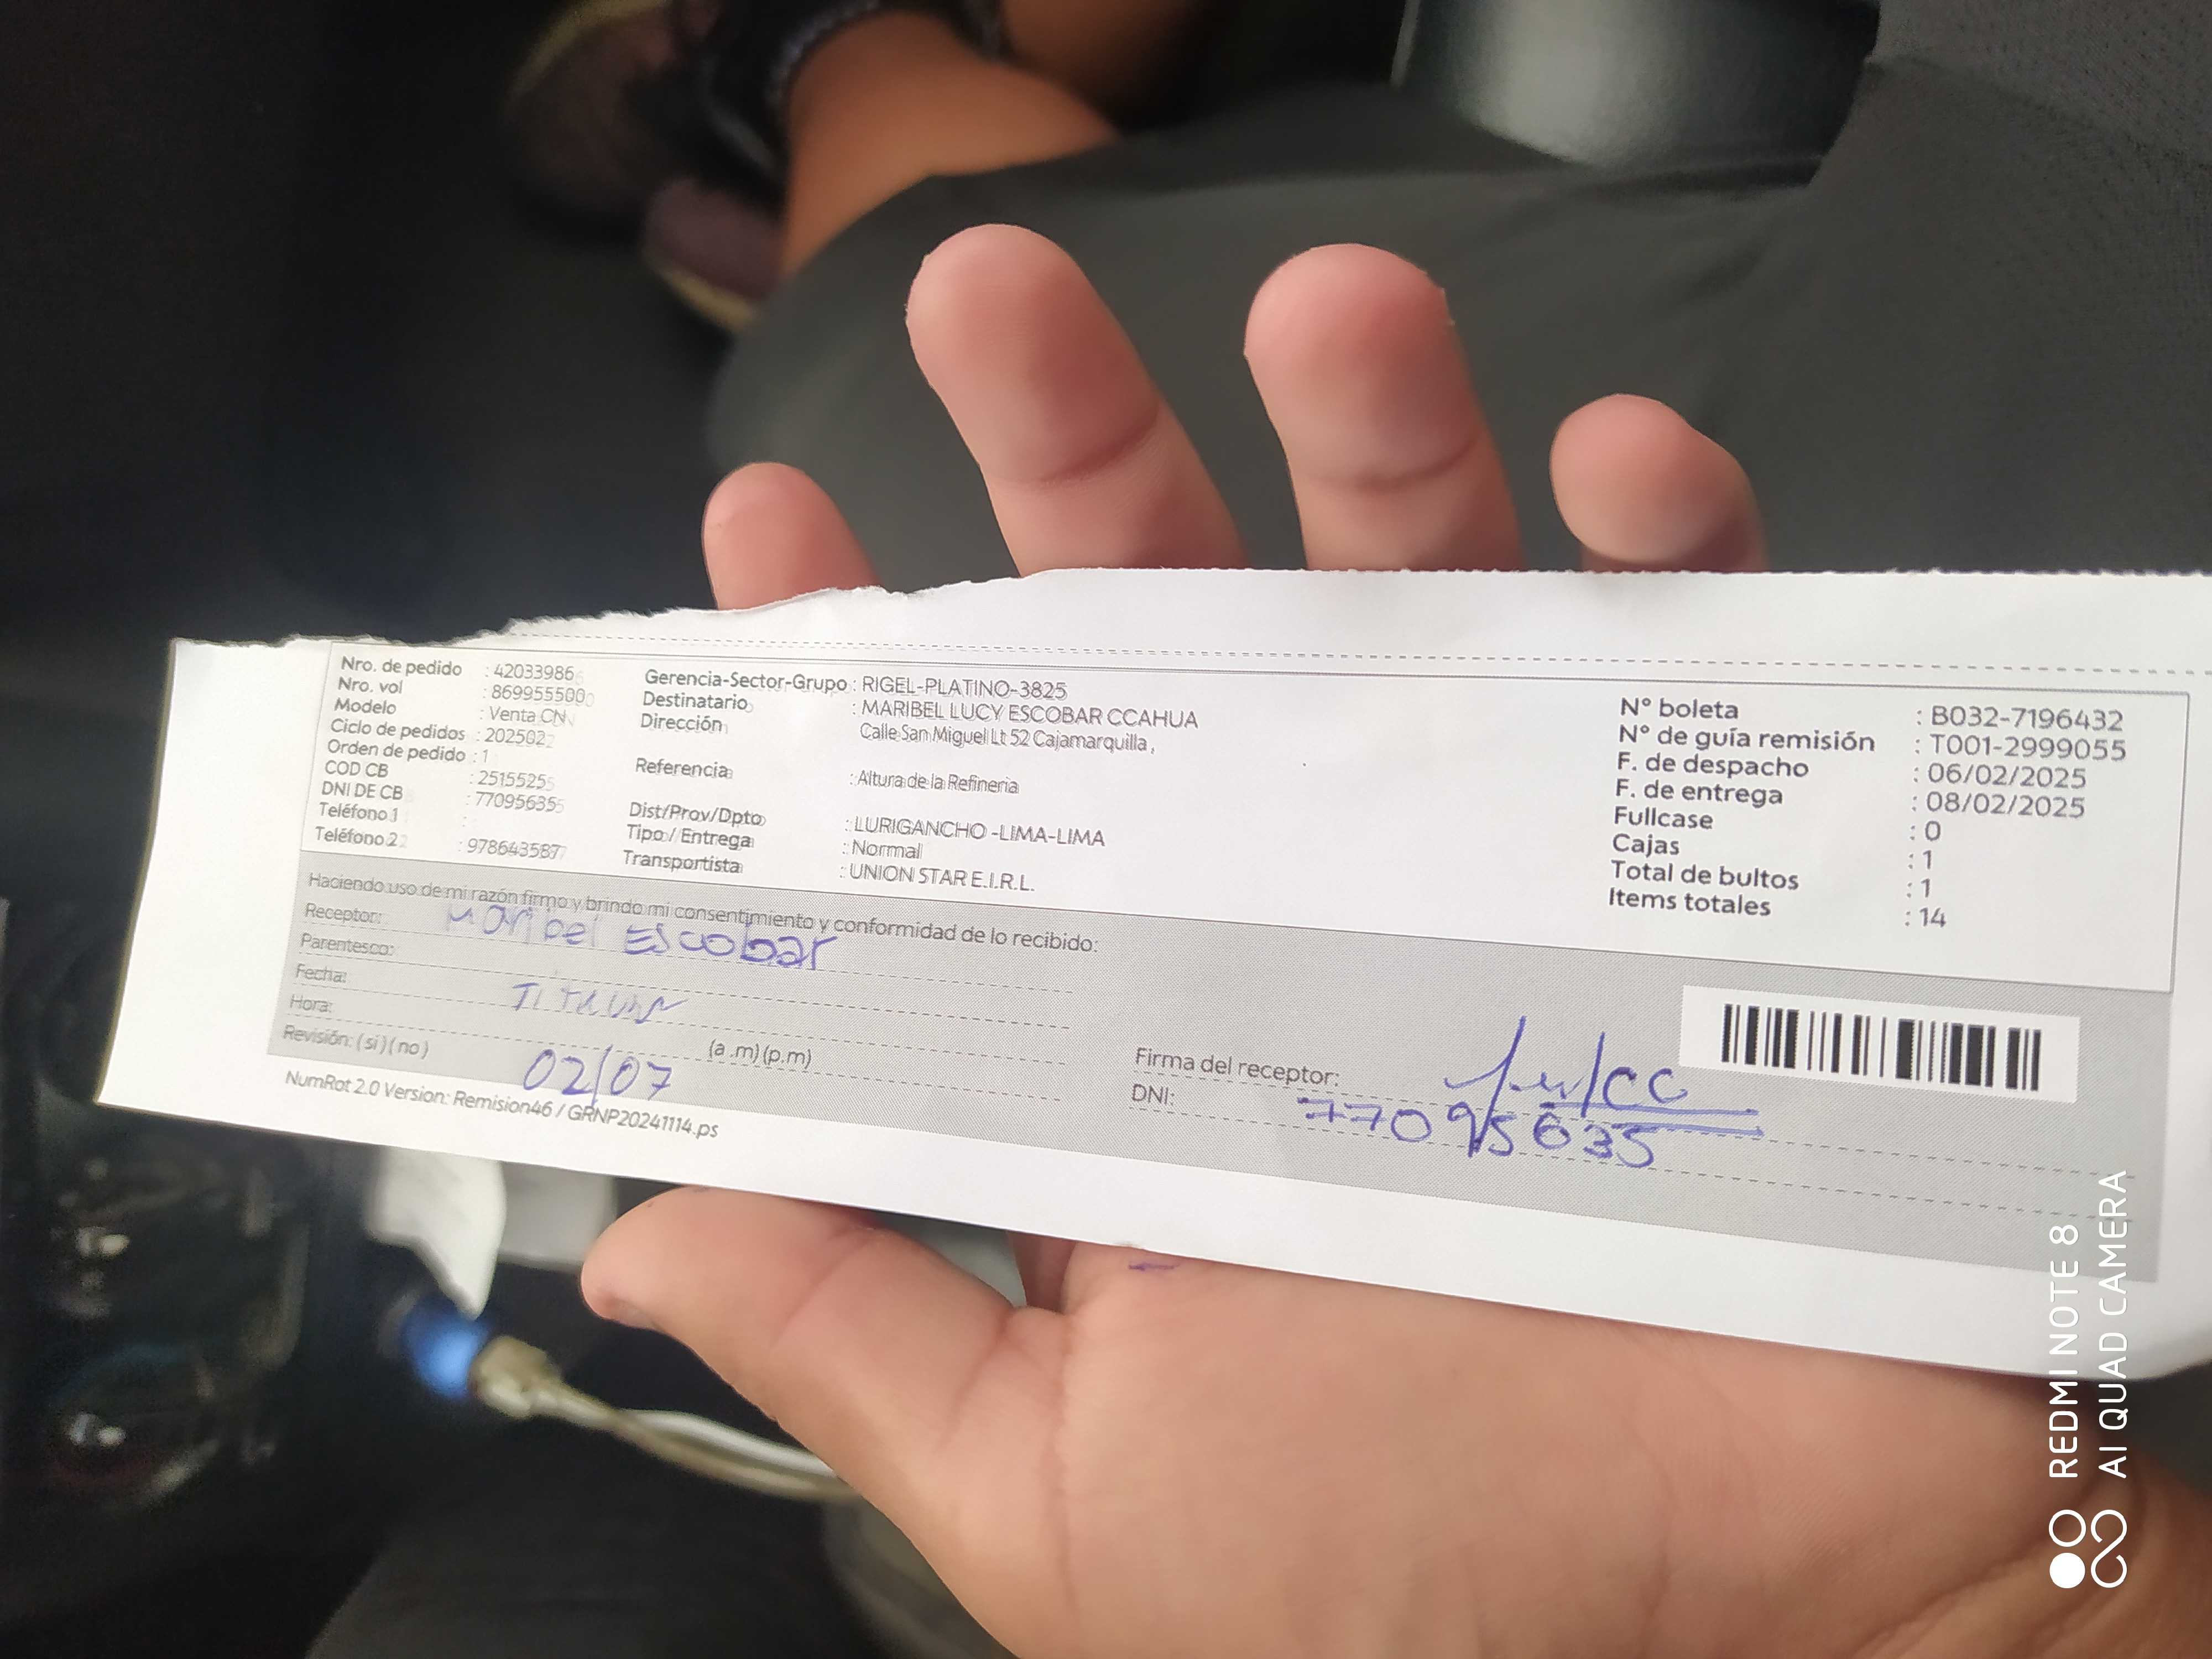 Nro. de pedido : 42033986
Nro. vol : 869955500
Modelo : Venta CN
Ciclo de pedidos : 202502
Orden de pedido : 1
COD CB : 2515525
DNI DE CB : 77095635
Teléfono 1 :
Teléfono 2 : 978643587
Gerencia-Sector-Grupo : RIGEL-PLATINO-3825
Destinatario : MARIBEL LUCY ESCOBAR CCAHUA
Dirección Calle San Miguel Lt 52 Cajamarquilla ,
Referencia : Altura de la Refineria
Dist/Prov/Dpto : LURIGANCHO -LIMA-LIMA
Tipo / Entrega : Normal
Transportista : UNION STAR E.I.R.L.
N° boleta : B032-7196432
N° de guía remisión : T001-2999055
F. de despacho : 06/02/2025
F. de entrega : 08/02/2025
Fullcase : 0
Cajas : 1
Total de bultos : 1
Items totales : 14
Haciendo uso de mi razón firmo y brindo mi consentimiento y conformidad de lo recibido:
Receptor: Maribel Escobar
Parentesco:
Fecha:
Hora: (a .m) (p.m)
Revisión: ( si ) ( no )
02/07
Firma del receptor:
DNI: 77095635
NumRot 2.0 Version: Remision46 / GRNP20241114.ps
REDMI NOTE 8
AI QUAD CAMERA